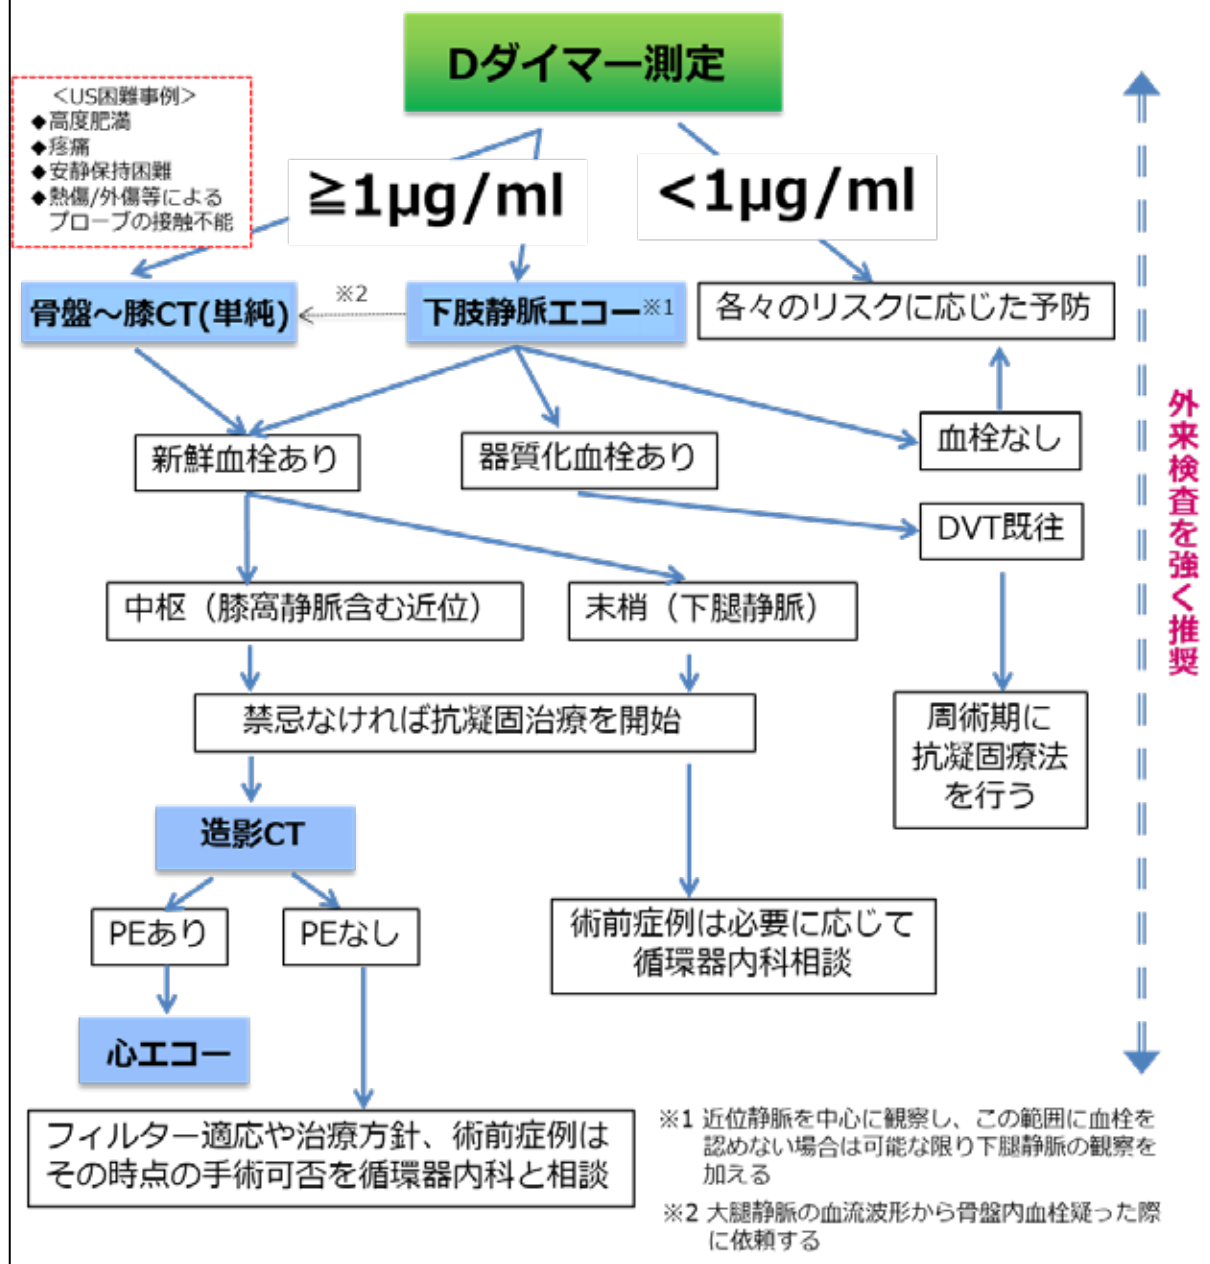 Dダイマー測定
＜US困難事例＞
◆高度肥満
◆疼痛
◆安静保持困難
◆熱傷/外傷等による
プローブの接触不能
≧1μg/ml
<1μg/ml
骨盤～膝CT(単純)
※2
下肢静脈エコー※1
各々のリスクに応じた予防
新鮮血栓あり
器質化血栓あり
血栓なし
DVT既往
中枢（膝窩静脈含む近位）
末梢（下腿静脈）
禁忌なければ抗凝固治療を開始
周術期に
抗凝固療法
を行う
造影CT
PEあり
PEなし
術前症例は必要に応じて
循環器内科相談
心エコー
フィルター適応や治療方針、術前症例は
その時点の手術可否を循環器内科と相談
※1 近位静脈を中心に観察し、この範囲に血栓を
認めない場合は可能な限り下腿静脈の観察を
加える
※2 大腿静脈の血流波形から骨盤内血栓疑った際
に依頼する
外来検査を強く推奨